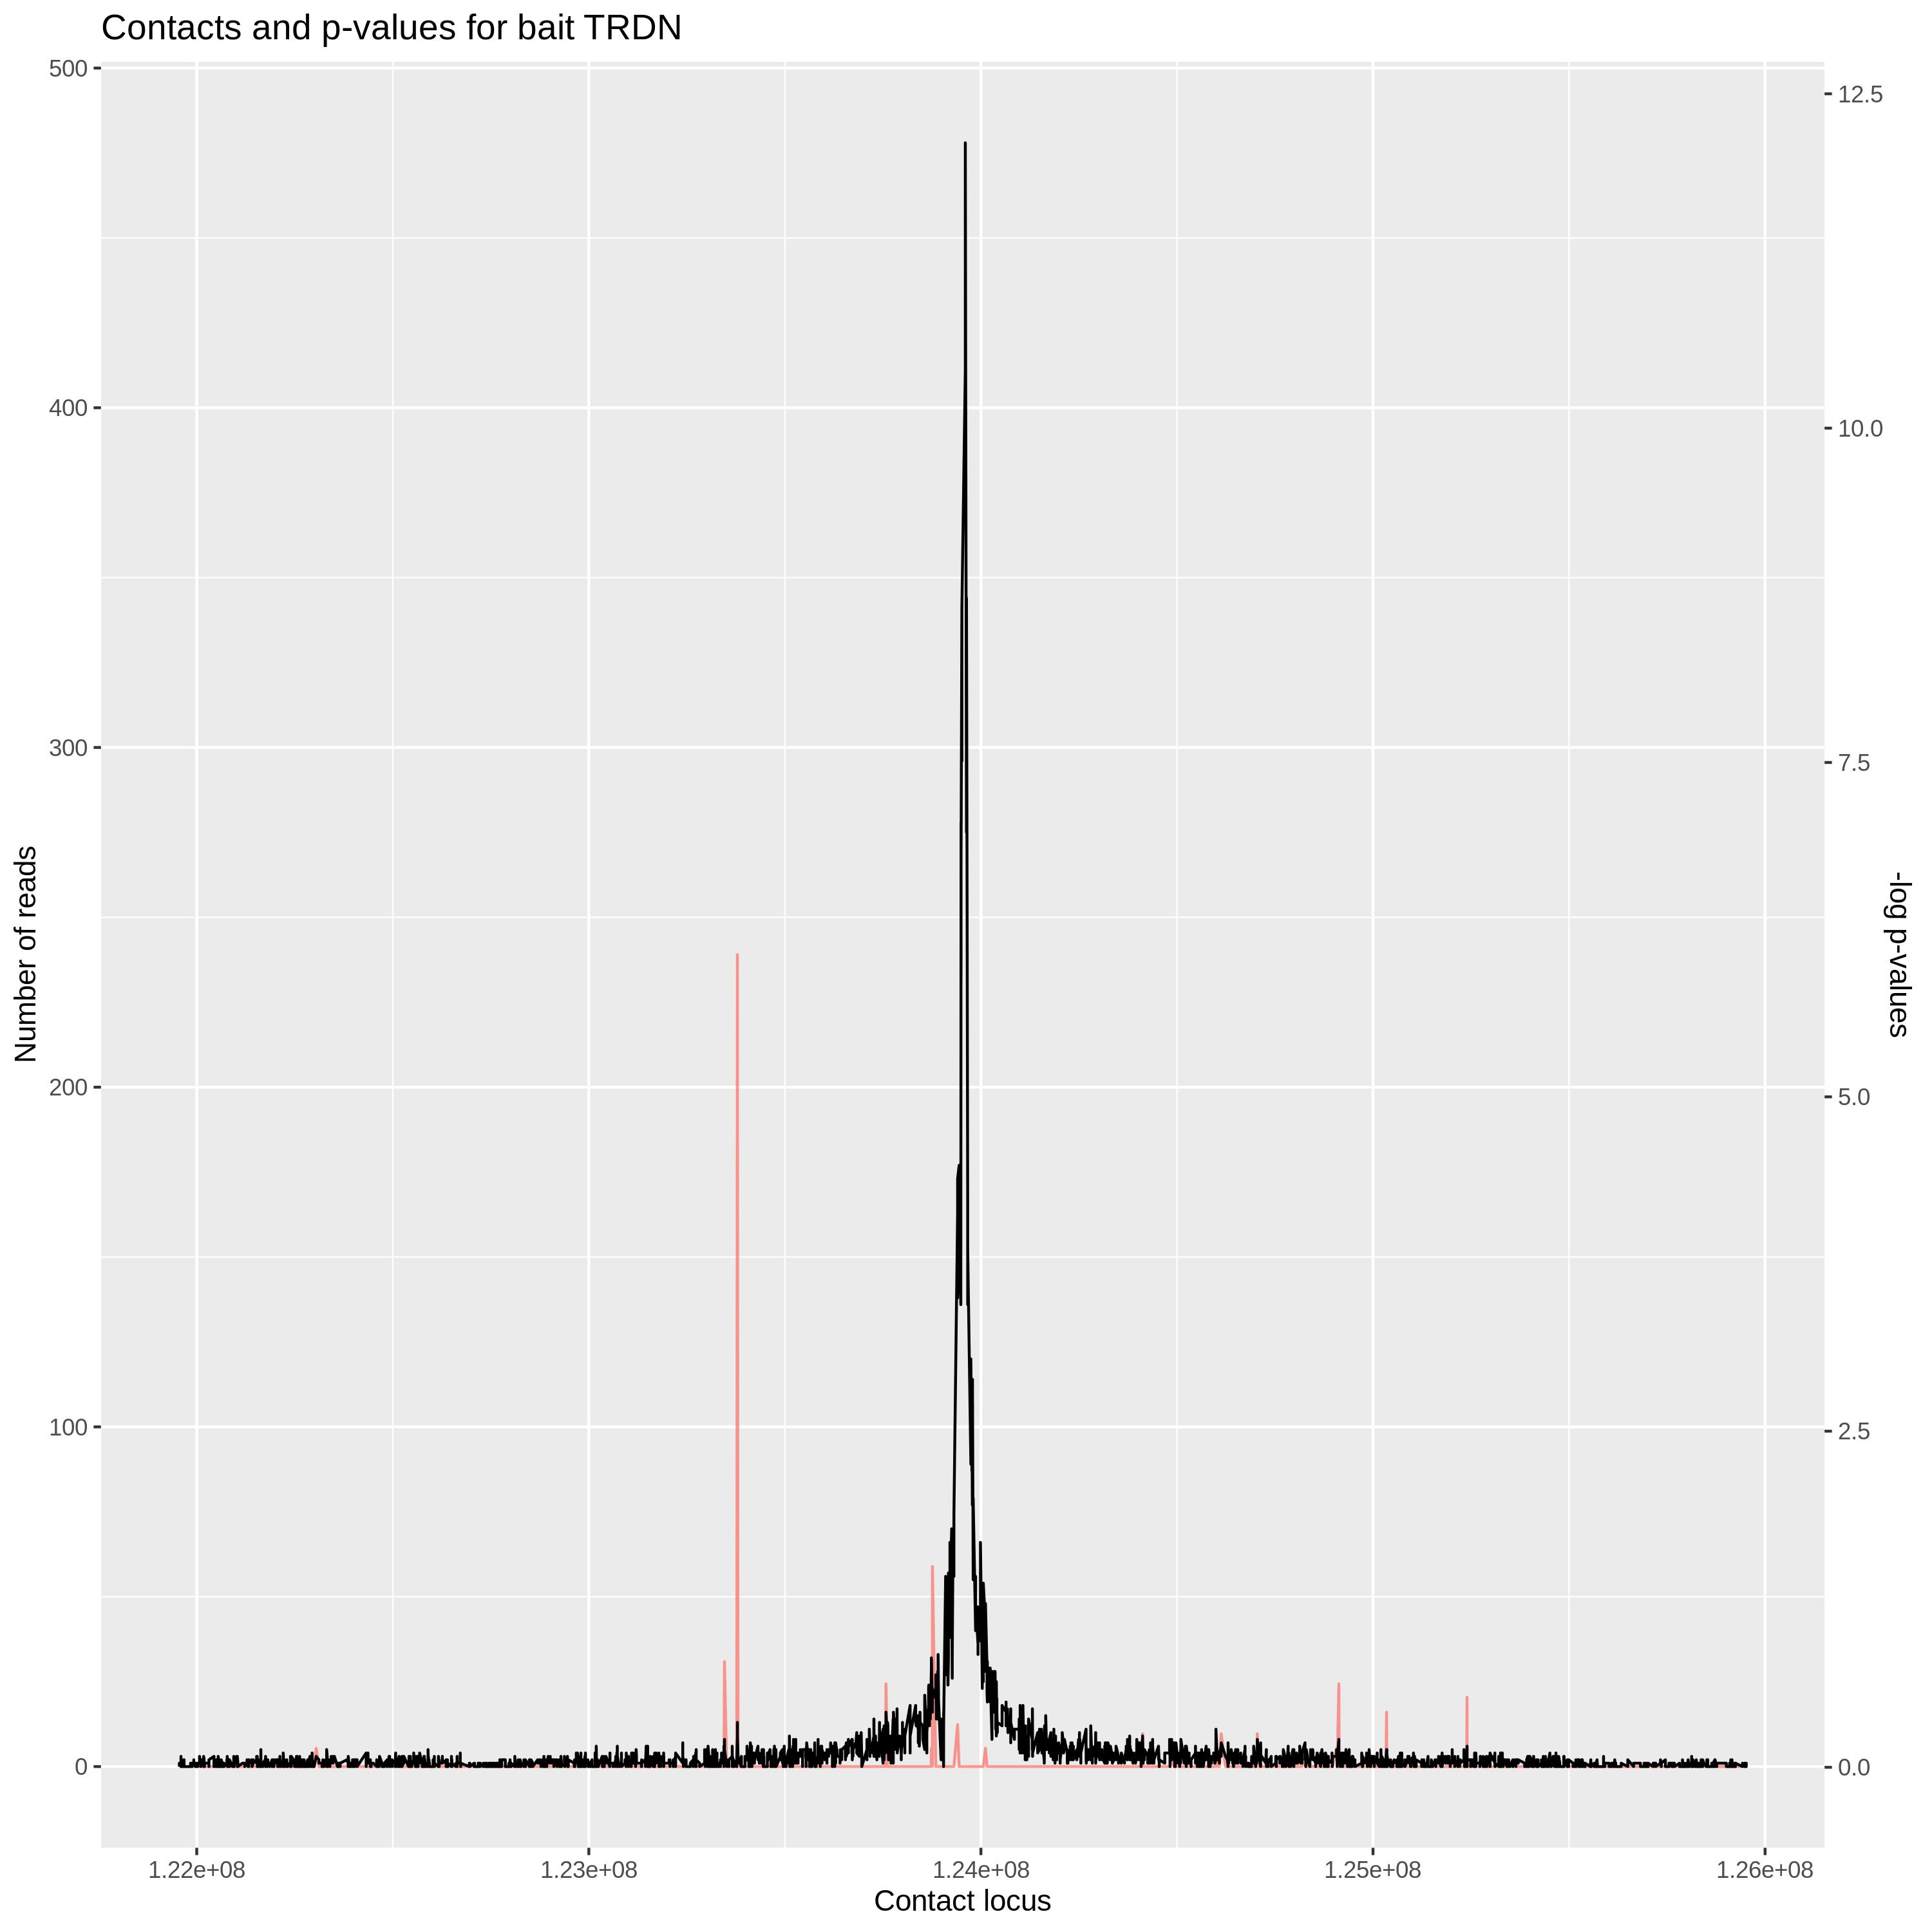 Contacts and p-values for bait TRDN
500
400
300
200
100
0
Number of reads
12.5
10.0
7.5
5.0
2.5
0.0
-log p-values
1.22e+08 1.23e+08 1.24e+08 1.25e+08 1.26e+08
Contact locus